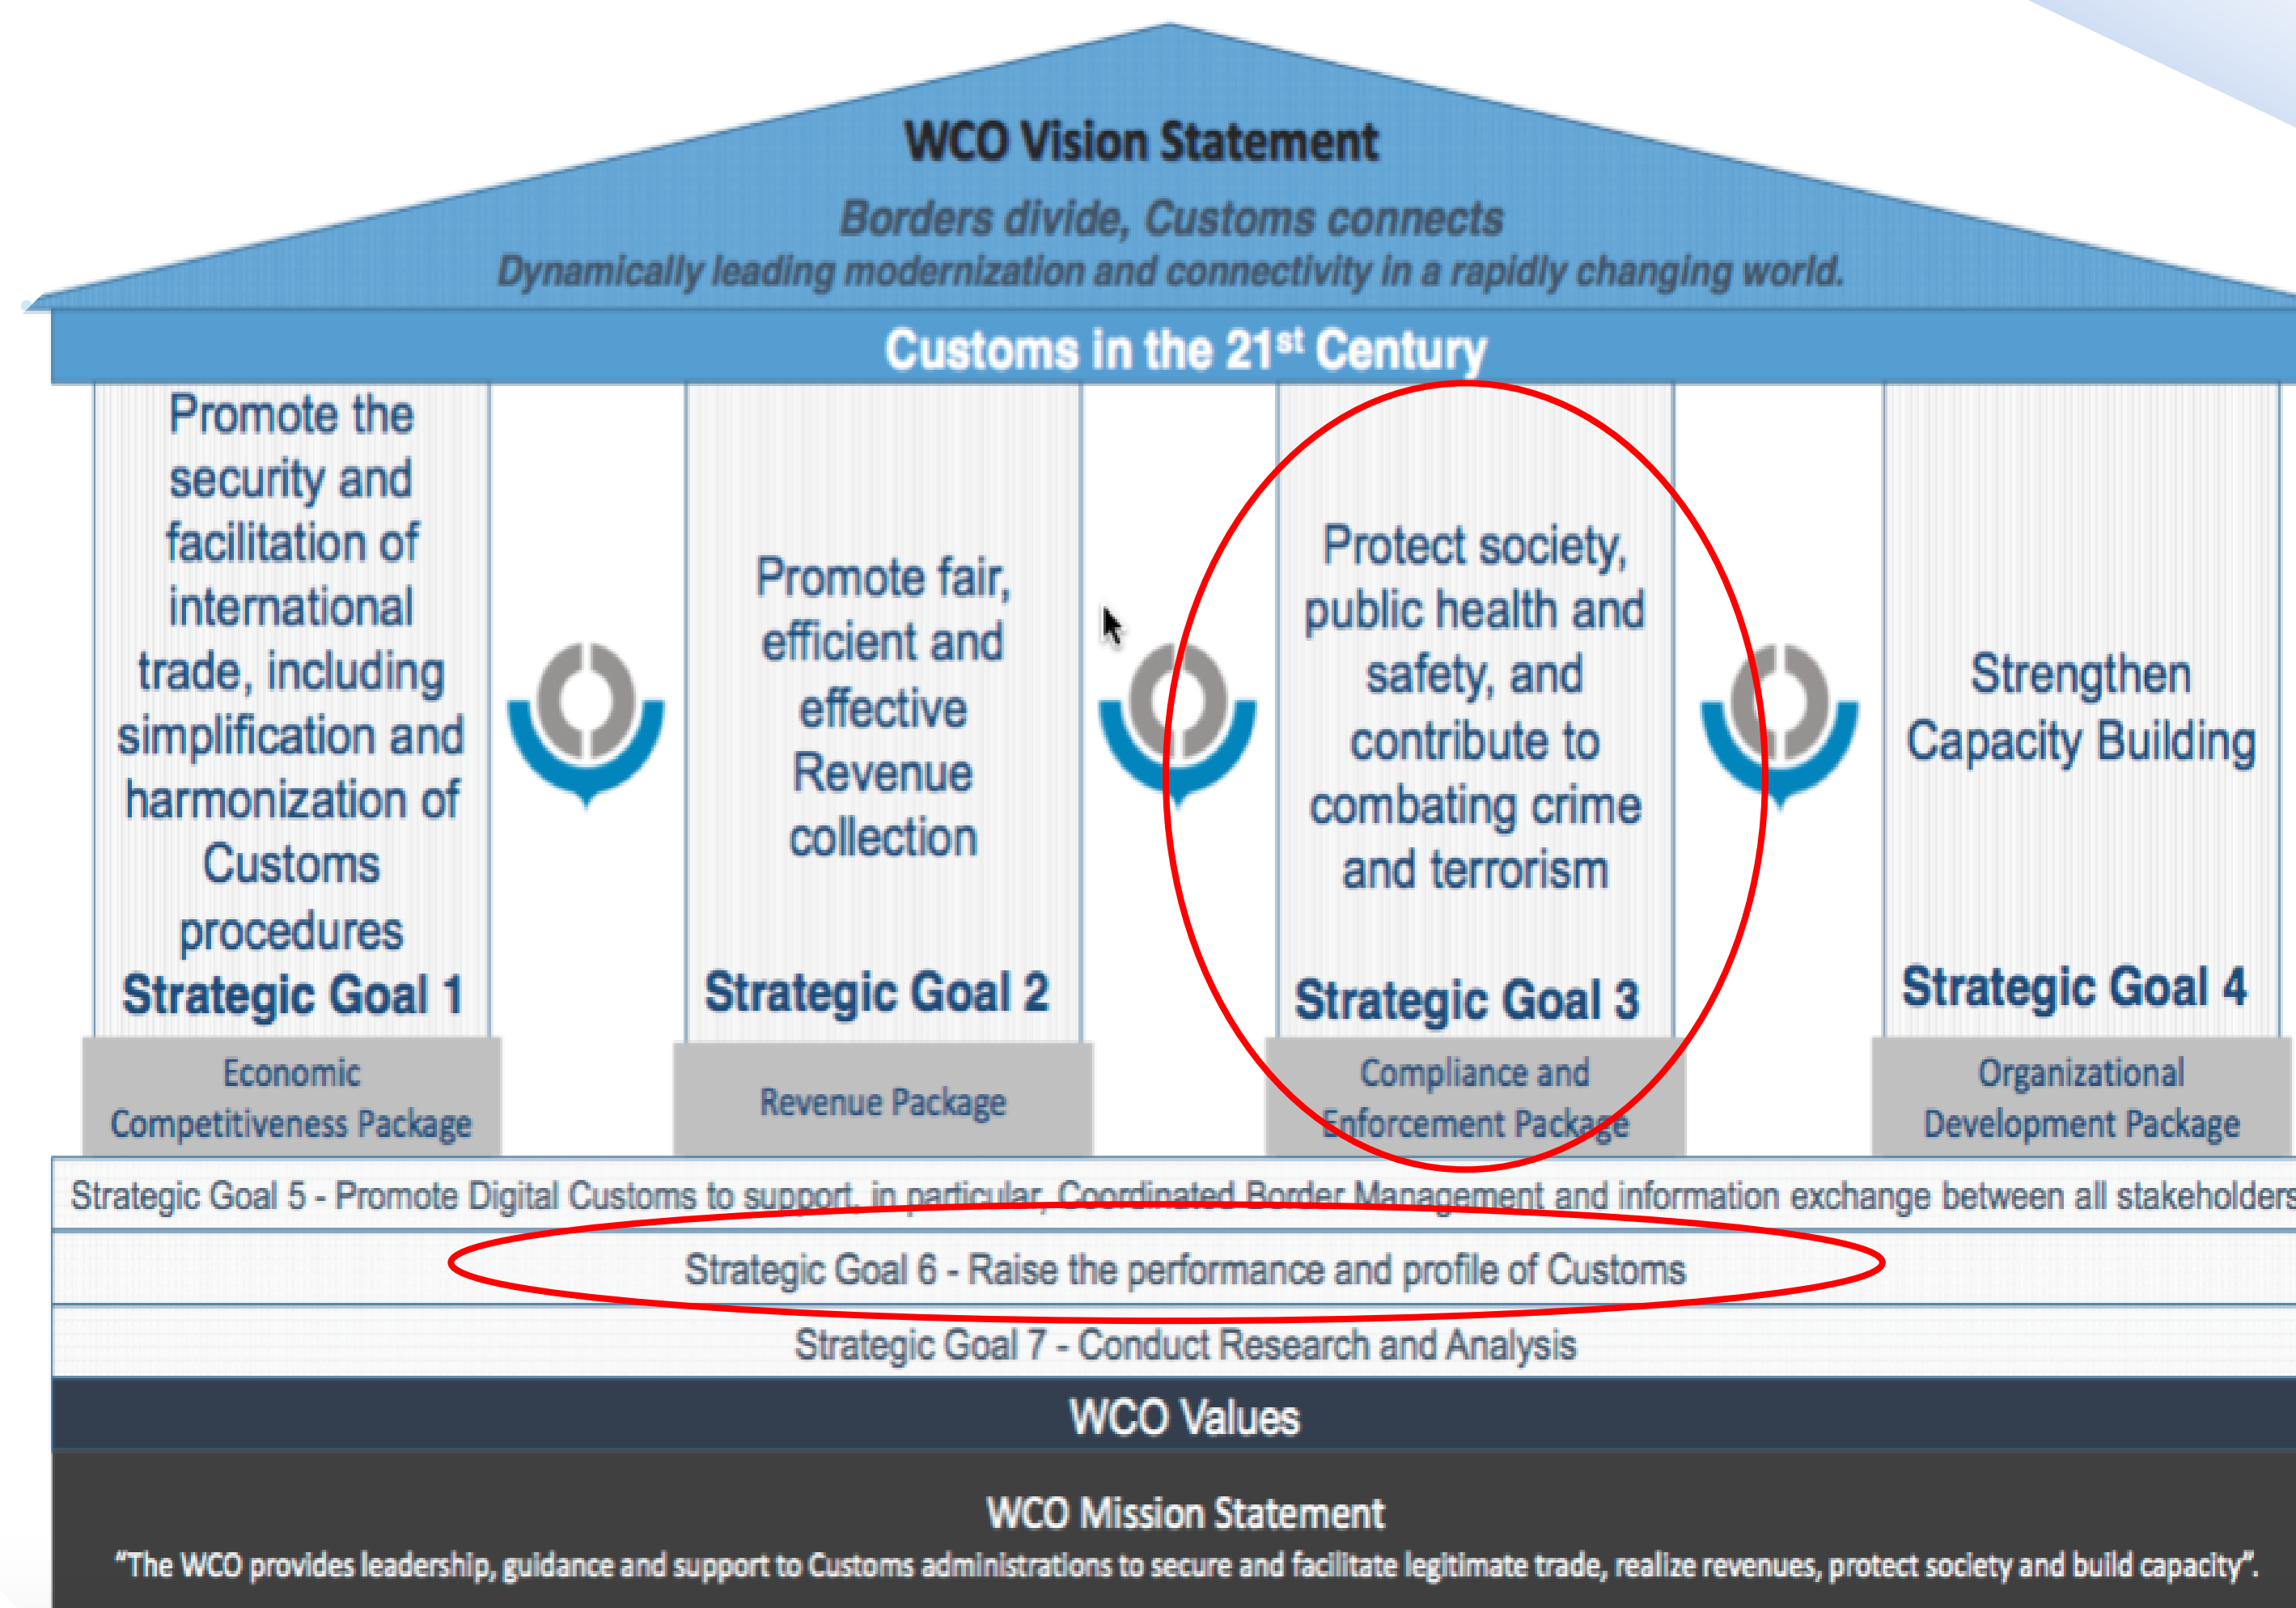 WCO Vision Statement
Borders divide, Customs connects
Dynamically leading modernization and connectivity in a rapidly changing world.
Customs in the 21st Century
Promote the
security and
facilitation of
international
trade, including
simplification and
harmonization of
Customs
procedures
Strategic Goal 1
Economic
Competitiveness Package
Promote fair,
efficient and
effective
Revenue
collection
Strategic Goal 2
Revenue Package
Protect society,
public health and
safety, and
contribute to
combating crime
and terrorism
Strategic Goal 3
Compliance and
Enforcement Package
Strengthen
Capacity Building
Strategic Goal 4
Organizational
Development Package
Strategic Goal 5 - Promote Digital Customs to support, in particular, Coordinated Border Management and information exchange between all stakeholders
Strategic Goal 6 - Raise the performance and profile of Customs
Strategic Goal 7 - Conduct Research and Analysis
WCO Values
WCO Mission Statement
“The WCO provides leadership, guidance and support to Customs administrations to secure and facilitate legitimate trade, realize revenues, protect society and build capacity”.